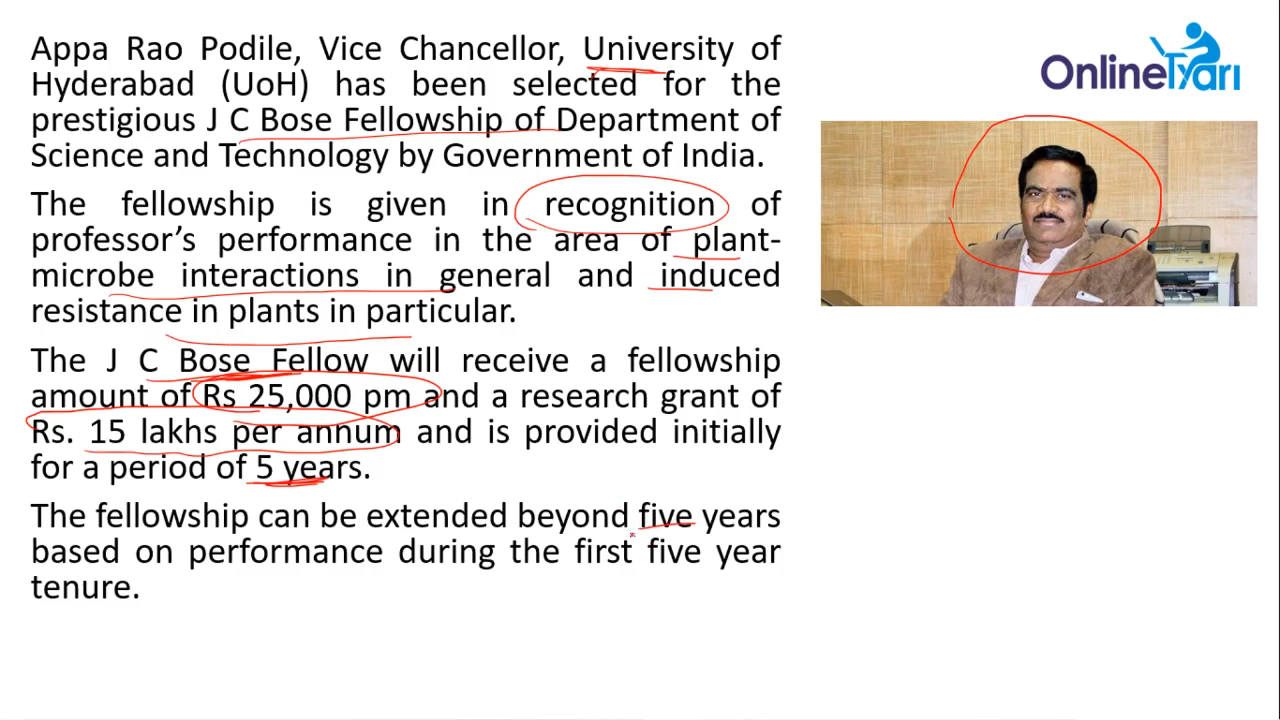 Appa Rao Podile, Vice Chancellor, University of
Hyderabad (UoH) has been selected for the
prestigious J C Bose Fellowship of Department of
Science and Technology by Government of India.
The fellowship is given in recognition of
professor's performance in the area of plant-
microbe interactions in general and induced
resistance in plants in particular.
The J C Bose Fellow will receive a fellowship
amount of Rs 25,000 pm and a research grant of
Rs. 15 lakhs per annum and is provided initially
for a period of 5 years.
The fellowship can be extended beyond five years
based on performance during the first five year
tenure.
OnlineTyari